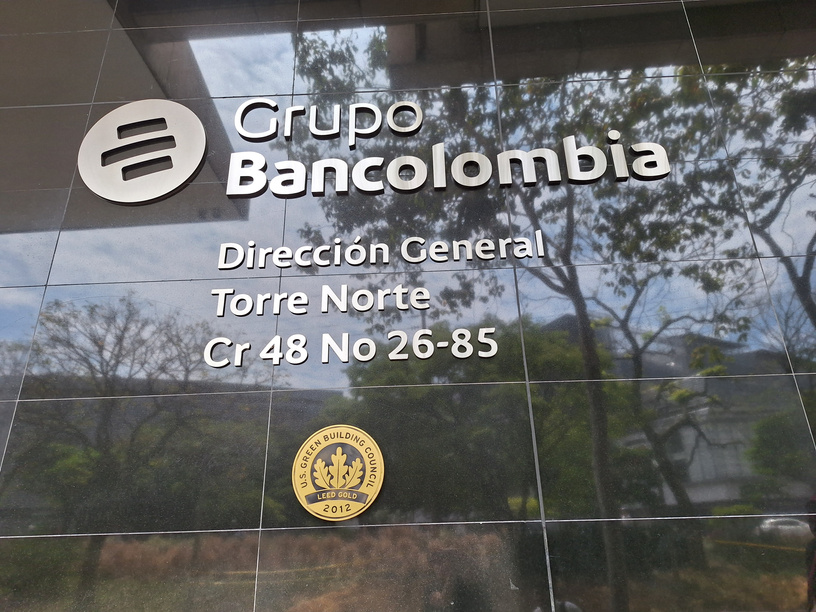 Grupo
Bancolombia
Dirección General
Torre Norte
Cr 48 No 26-85
U.S. GREEN BUILDING COUNCIL
LEED GOLD
2012